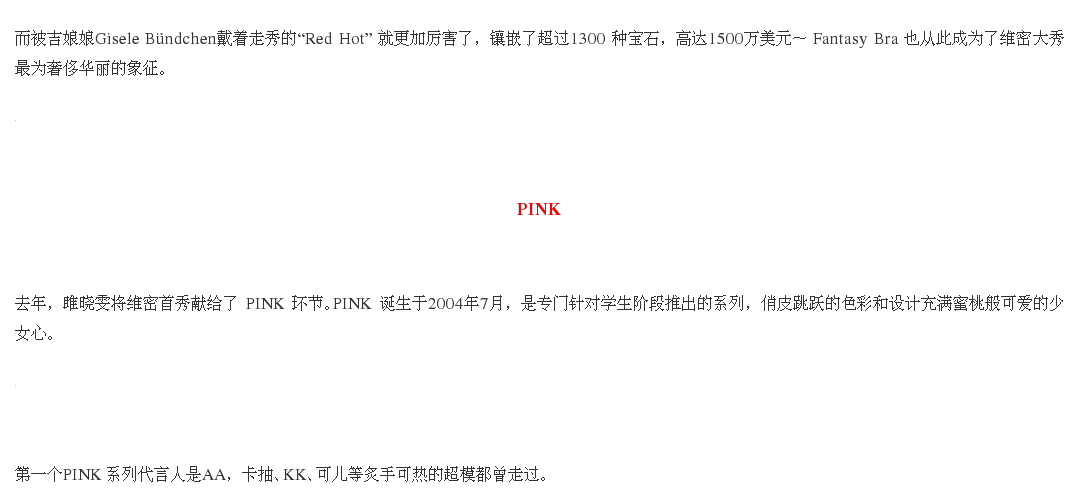 而被吉娘娘Gisele Bündchen戴着走秀的“Red Hot” 就更加厉害了，镶嵌了超过1300 种宝石，高达1500万美元～ Fantasy Bra 也从此成为了维密大秀
最为奢侈华丽的象征。
PINK
去年，雎晓雯将维密首秀献给了 PINK 环节。PINK 诞生于2004年7月，是专门针对学生阶段推出的系列，俏皮跳跃的色彩和设计充满蜜桃般可爱的少
女心。
第一个PINK 系列代言人是AA，卡抽、KK、可儿等炙手可热的超模都曾走过。